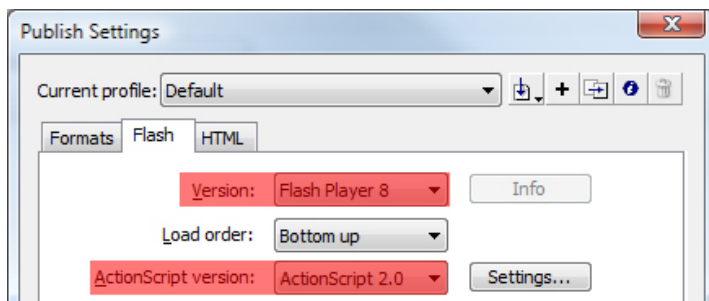 Publish Settings
Current profile: Default
Formats Flash HTML
Version: Flash Player 8 Info
Load order: Bottom up
ActionScript version: ActionScript 2.0 Settings...